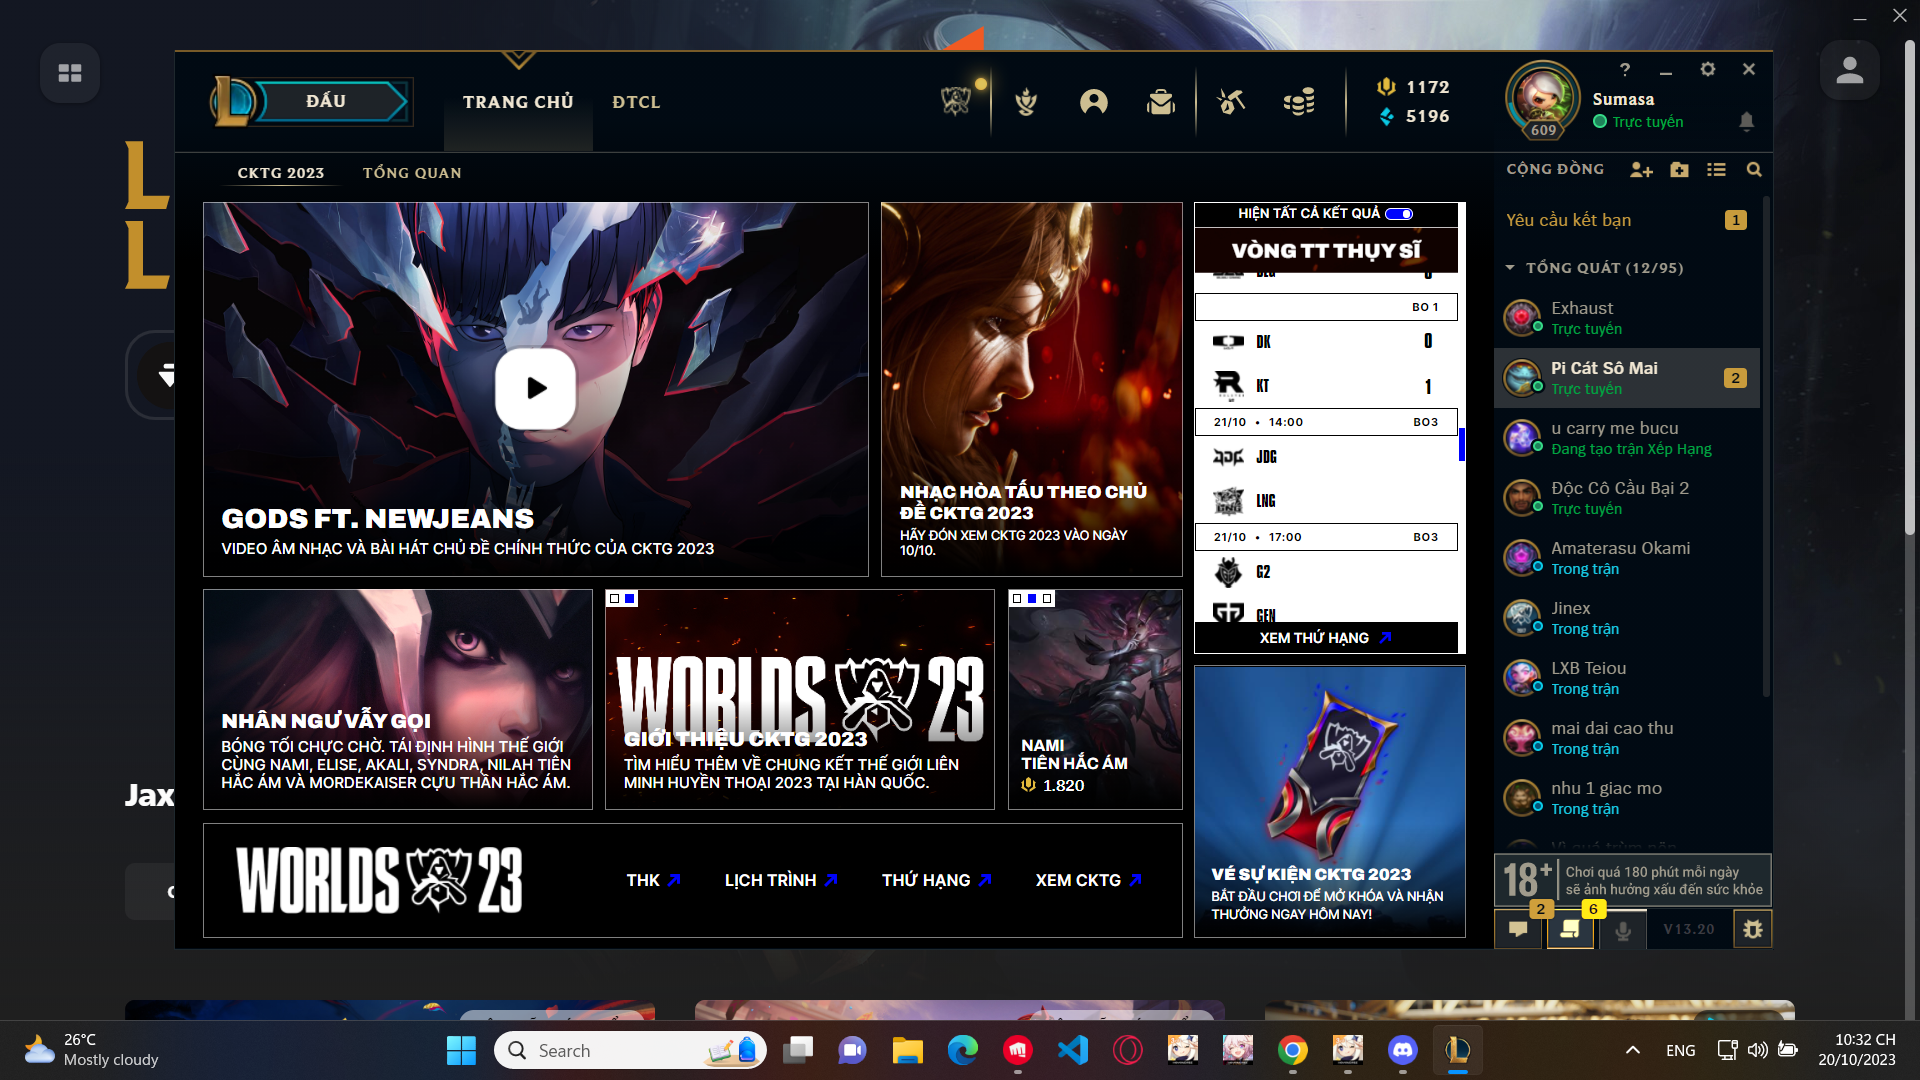 ĐẤU
TRANG CHỦ
ĐTCL
1172
5196
609
?
Sumasa
Trực tuyến
CKTG 2023
TỔNG QUAN
GODS FT. NEWJEANS
VIDEO ÂM NHẠC VÀ BÀI HÁT CHỦ ĐỀ CHÍNH THỨC CỦA CKTG 2023
NHẠC HÒA TẤU THEO CHỦ
ĐỀ CKTG 2023
HÃY ĐÓN XEM CKTG 2023 VÀO NGÀY
10/10.
HIỆN TẤT CẢ KẾT QUẢ
VÒNG TT THỤY SĨ
BO 1
DK 0
KT 1
21/10 • 14:00 BO3
JDG
LNG
21/10 • 17:00 BO3
G2
GEN
XEM THỨ HẠNG
NHÂN NGƯ VẪY GỌI
BÓNG TỐI CHỰC CHỜ. TÁI ĐỊNH HÌNH THẾ GIỚI
CÙNG NAMI, ELISE, AKALI, SYNDRA, NILAH TIÊN
HẮC ÁM VÀ MORDEKAISER CỰU THẦN HẮC ÁM.
WORLDS 23
GIỚI THIỆU CKTG 2023
TÌM HIỂU THÊM VỀ CHUNG KẾT THẾ GIỚI LIÊN
MINH HUYỀN THOẠI 2023 TẠI HÀN QUỐC.
NAMI
TIÊN HẮC ÁM
1.820
VÉ SỰ KIỆN CKTG 2023
BẮT ĐẦU CHƠI ĐỂ MỞ KHÓA VÀ NHẬN
THƯỞNG NGAY HÔM NAY!
WORLDS 23
THK
LỊCH TRÌNH
THỨ HẠNG
XEM CKTG
CỘNG ĐỒNG
Yêu cầu kết bạn 1
TỔNG QUÁT (12/95)
Exhaust
Trực tuyến
Pi Cát Sô Mai
Trực tuyến
2
u carry me bucu
Đang tạo trận Xếp Hạng
Độc Cô Cầu Bại 2
Trực tuyến
Amaterasu Okami
Trong trận
Jinex
Trong trận
LXB Teiou
Trong trận
mai dai cao thu
Trong trận
nhu 1 giac mo
Trong trận
18+
Chơi quá 180 phút mỗi ngày
sẽ ảnh hưởng xấu đến sức khỏe
2
6
V13.20
L
L
Jax
26°C
Mostly cloudy
Search
ENG
10:32 CH
20/10/2023